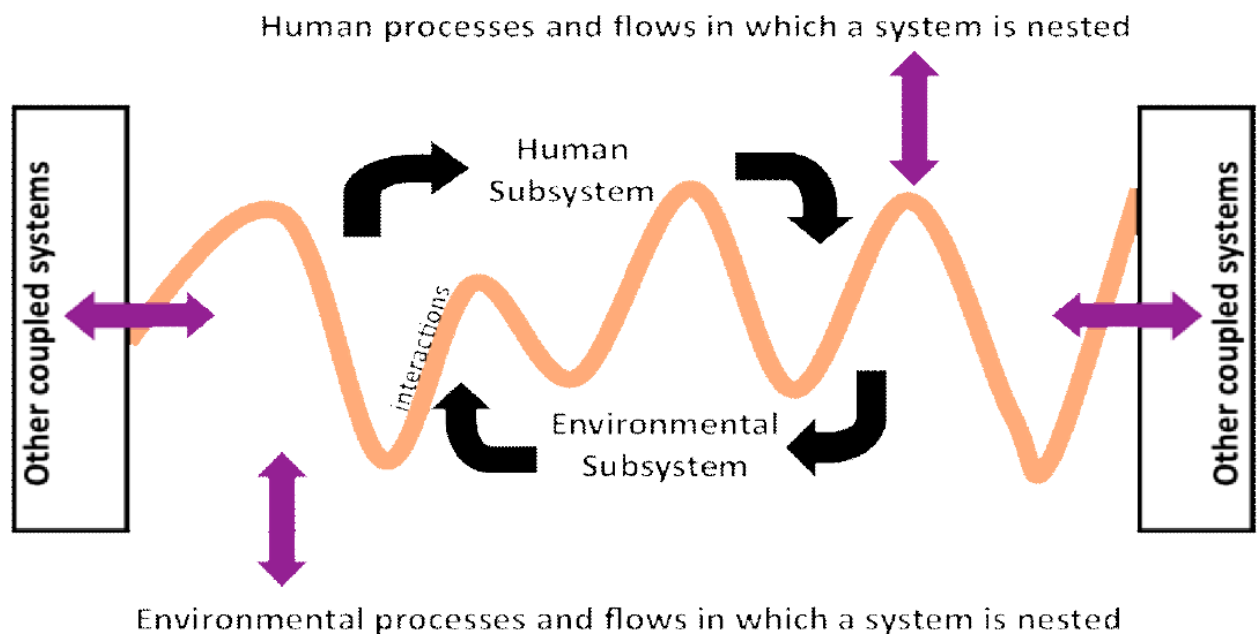 Human processes and flows in which a system is nested
Other coupled systems
Human
Subsystem
interactions
Environmental
Subsystem
Other coupled systems
Environmental processes and flows in which a system is nested